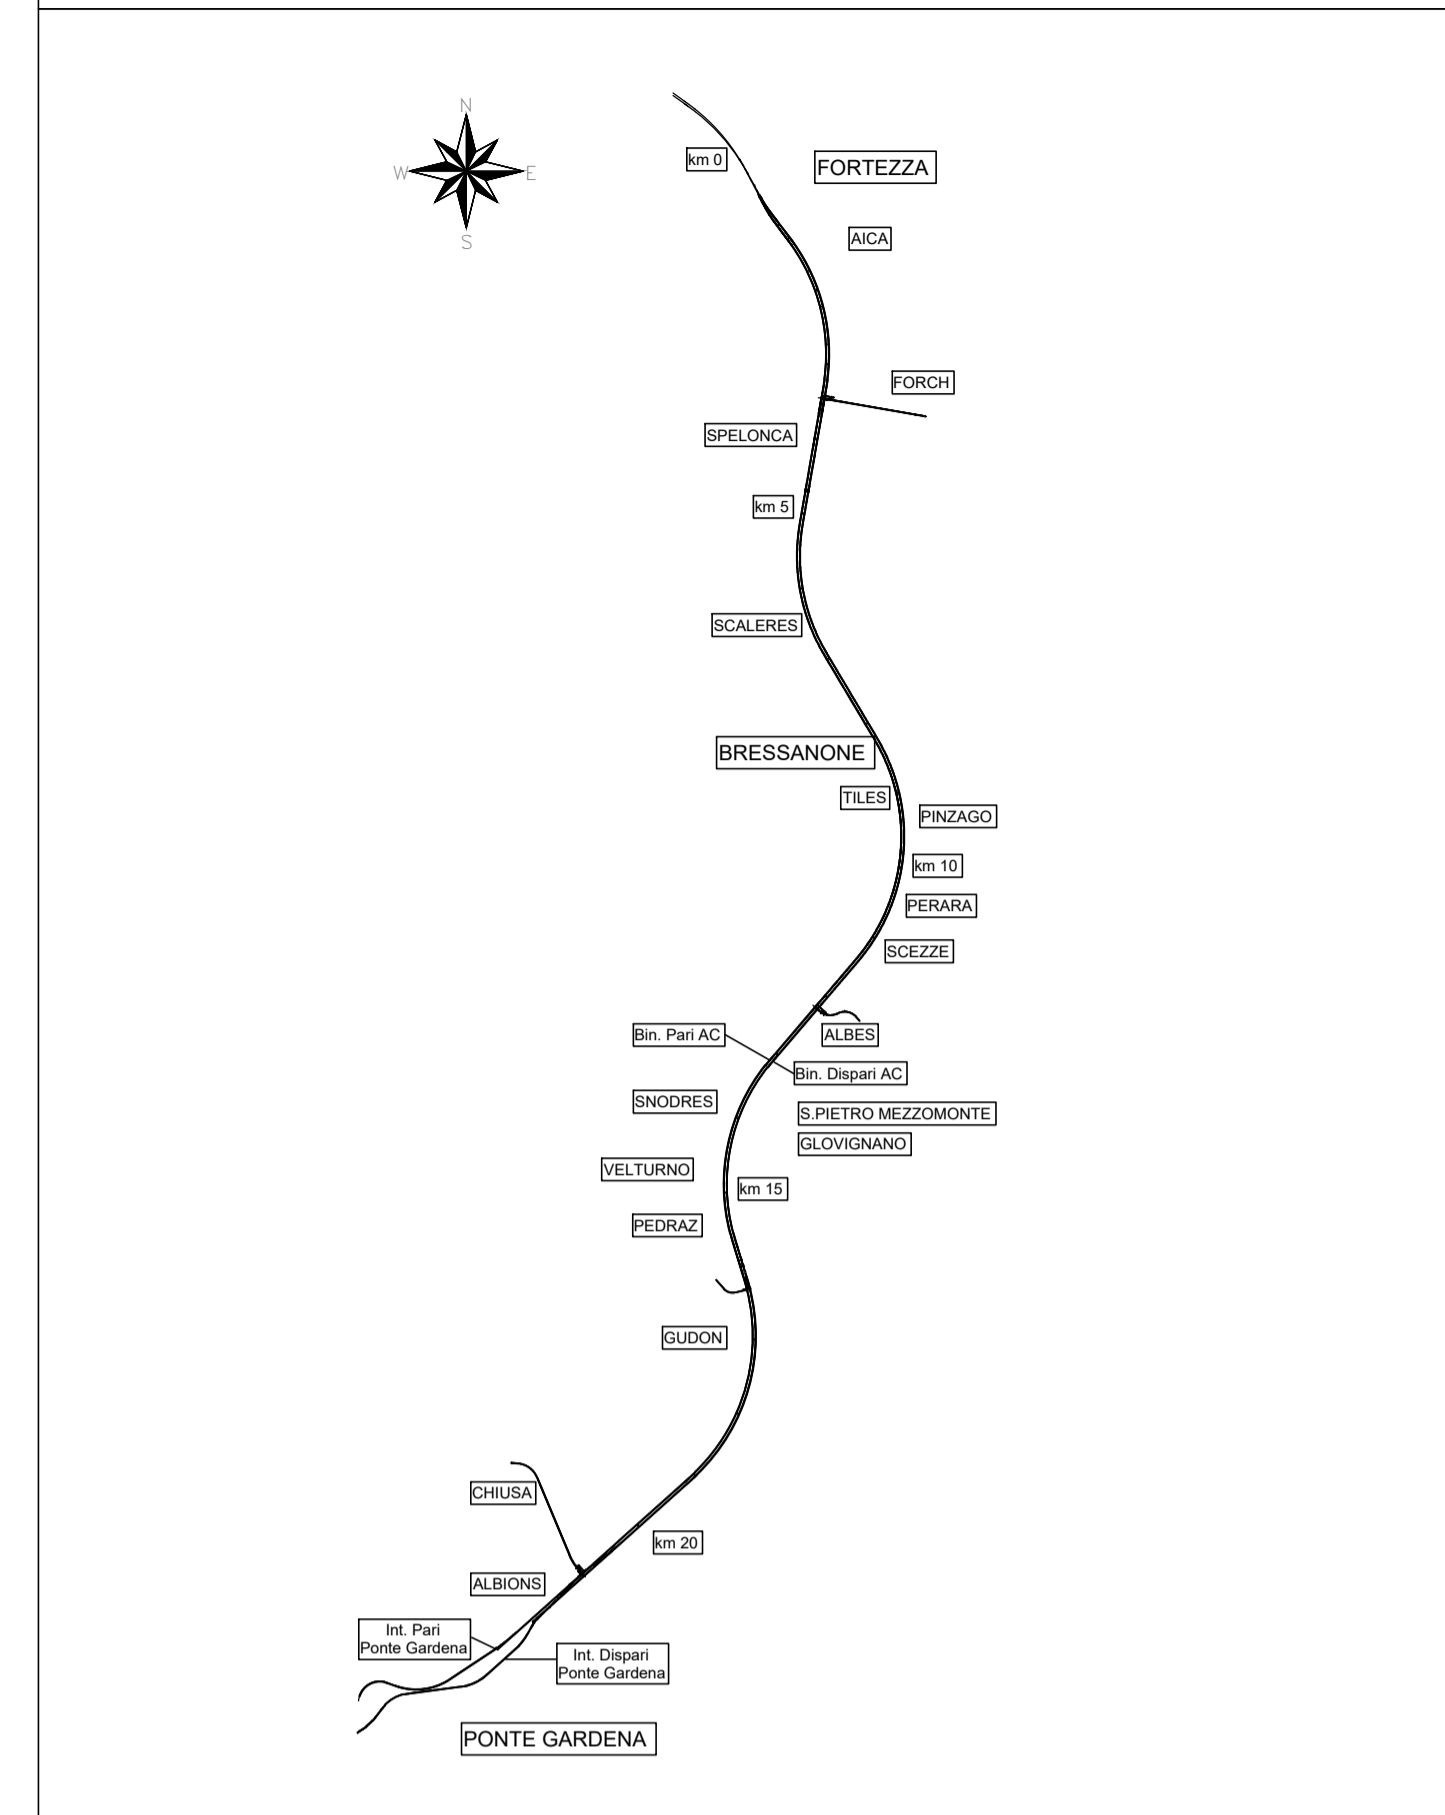 N
km 0
FORTEZZA
W
E
AICA
S
FORCH
SPELONCA
km 5
SCALERES
BRESSANONE
TILES
PINZAGO
km 10
PERARA
SCEZZE
Bin. Pari AC
ALBES
Bin. Dispari AC
SNODRES
S.PIETRO MEZZOMONTE
GLOVIGNANO
VELTURNO
km 15
PEDRAZ
GUDON
CHIUSA
km 20
ALBIONS
Int. Pari
Ponte Gardena
Int. Dispari
Ponte Gardena
PONTE GARDENA